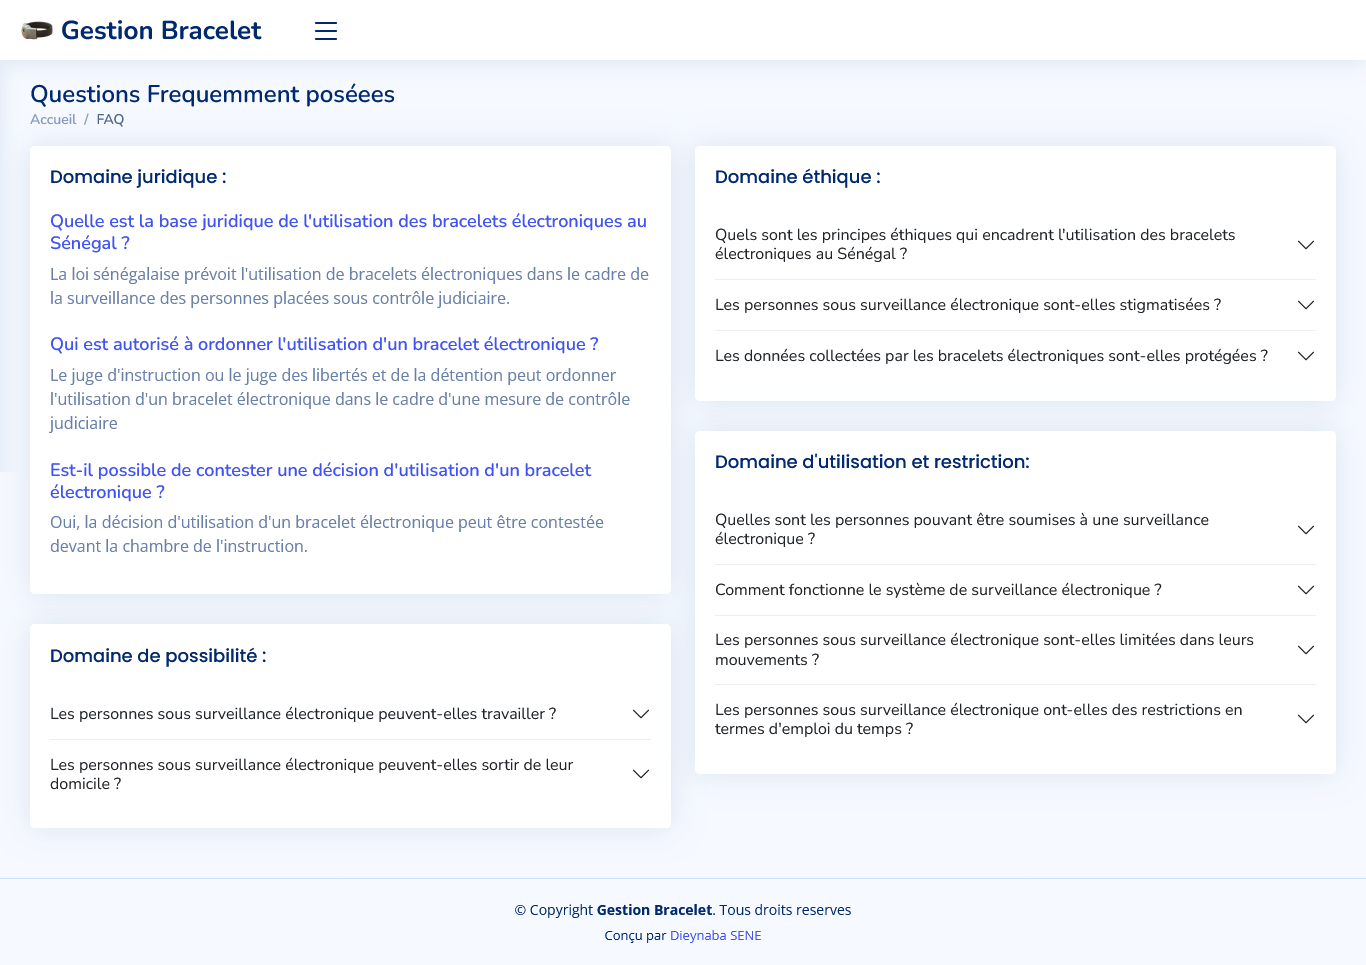 Gestion Bracelet
Questions Frequemment poséees
Accueil / FAQ
Domaine juridique :
Quelle est la base juridique de l'utilisation des bracelets électroniques au
Sénégal ?
La loi sénégalaise prévoit l'utilisation de bracelets électroniques dans le cadre de
la surveillance des personnes placées sous contrôle judiciaire.
Qui est autorisé à ordonner l'utilisation d'un bracelet électronique ?
Le juge d'instruction ou le juge des libertés et de la détention peut ordonner
l'utilisation d'un bracelet électronique dans le cadre d'une mesure de contrôle
judiciaire
Est-il possible de contester une décision d'utilisation d'un bracelet
électronique ?
Oui, la décision d'utilisation d'un bracelet électronique peut être contestée
devant la chambre de l'instruction.
Domaine de possibilité :
Les personnes sous surveillance électronique peuvent-elles travailler ?
Les personnes sous surveillance électronique peuvent-elles sortir de leur
domicile ?
Domaine éthique :
Quels sont les principes éthiques qui encadrent l'utilisation des bracelets
électroniques au Sénégal ?
Les personnes sous surveillance électronique sont-elles stigmatisées ?
Les données collectées par les bracelets électroniques sont-elles protégées ?
Domaine d'utilisation et restriction:
Quelles sont les personnes pouvant être soumises à une surveillance
électronique ?
Comment fonctionne le système de surveillance électronique ?
Les personnes sous surveillance électronique sont-elles limitées dans leurs
mouvements ?
Les personnes sous surveillance électronique ont-elles des restrictions en
termes d'emploi du temps ?
© Copyright Gestion Bracelet. Tous droits reserves
Conçu par Dieynaba SENE